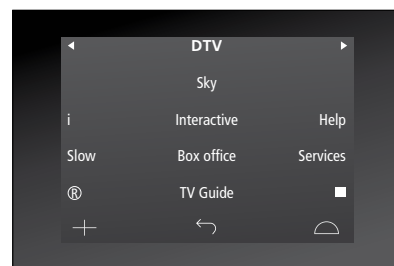 DTV
Sky
i Interactive Help
Slow Box office Services
® TV Guide